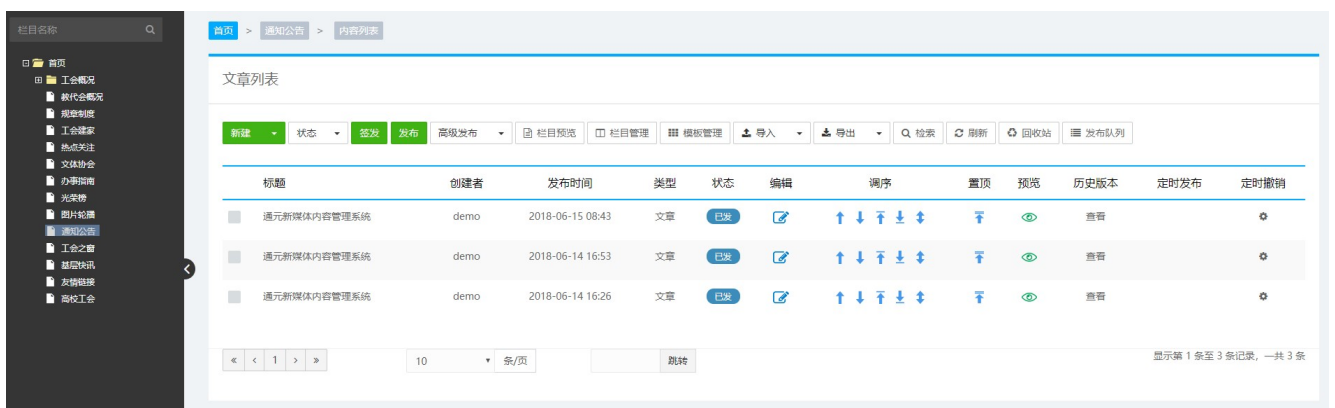 栏目名称
首页
工会概况
教代会概况
规章制度
工会建家
热点关注
文体协会
办事指南
光荣榜
图片轮播
通知公告
工会之窗
基层快讯
友情链接
高校工会
首页 > 通知公告 > 内容列表
文章列表
新建 状态 签发 发布 高级发布 栏目预览 栏目管理 模板管理 导入 导出 检索 刷新 回收站 发布队列
标题 创建者 发布时间 类型 状态 编辑 调序 置顶 预览 历史版本 定时发布 定时撤销
通元新媒体内容管理系统 demo 2018-06-15 08:43 文章 已发 查看
通元新媒体内容管理系统 demo 2018-06-14 16:53 文章 已发 查看
通元新媒体内容管理系统 demo 2018-06-14 16:26 文章 已发 查看
« < 1 > » 10 条/页 跳转 显示第 1 条至 3 条记录，一共 3 条